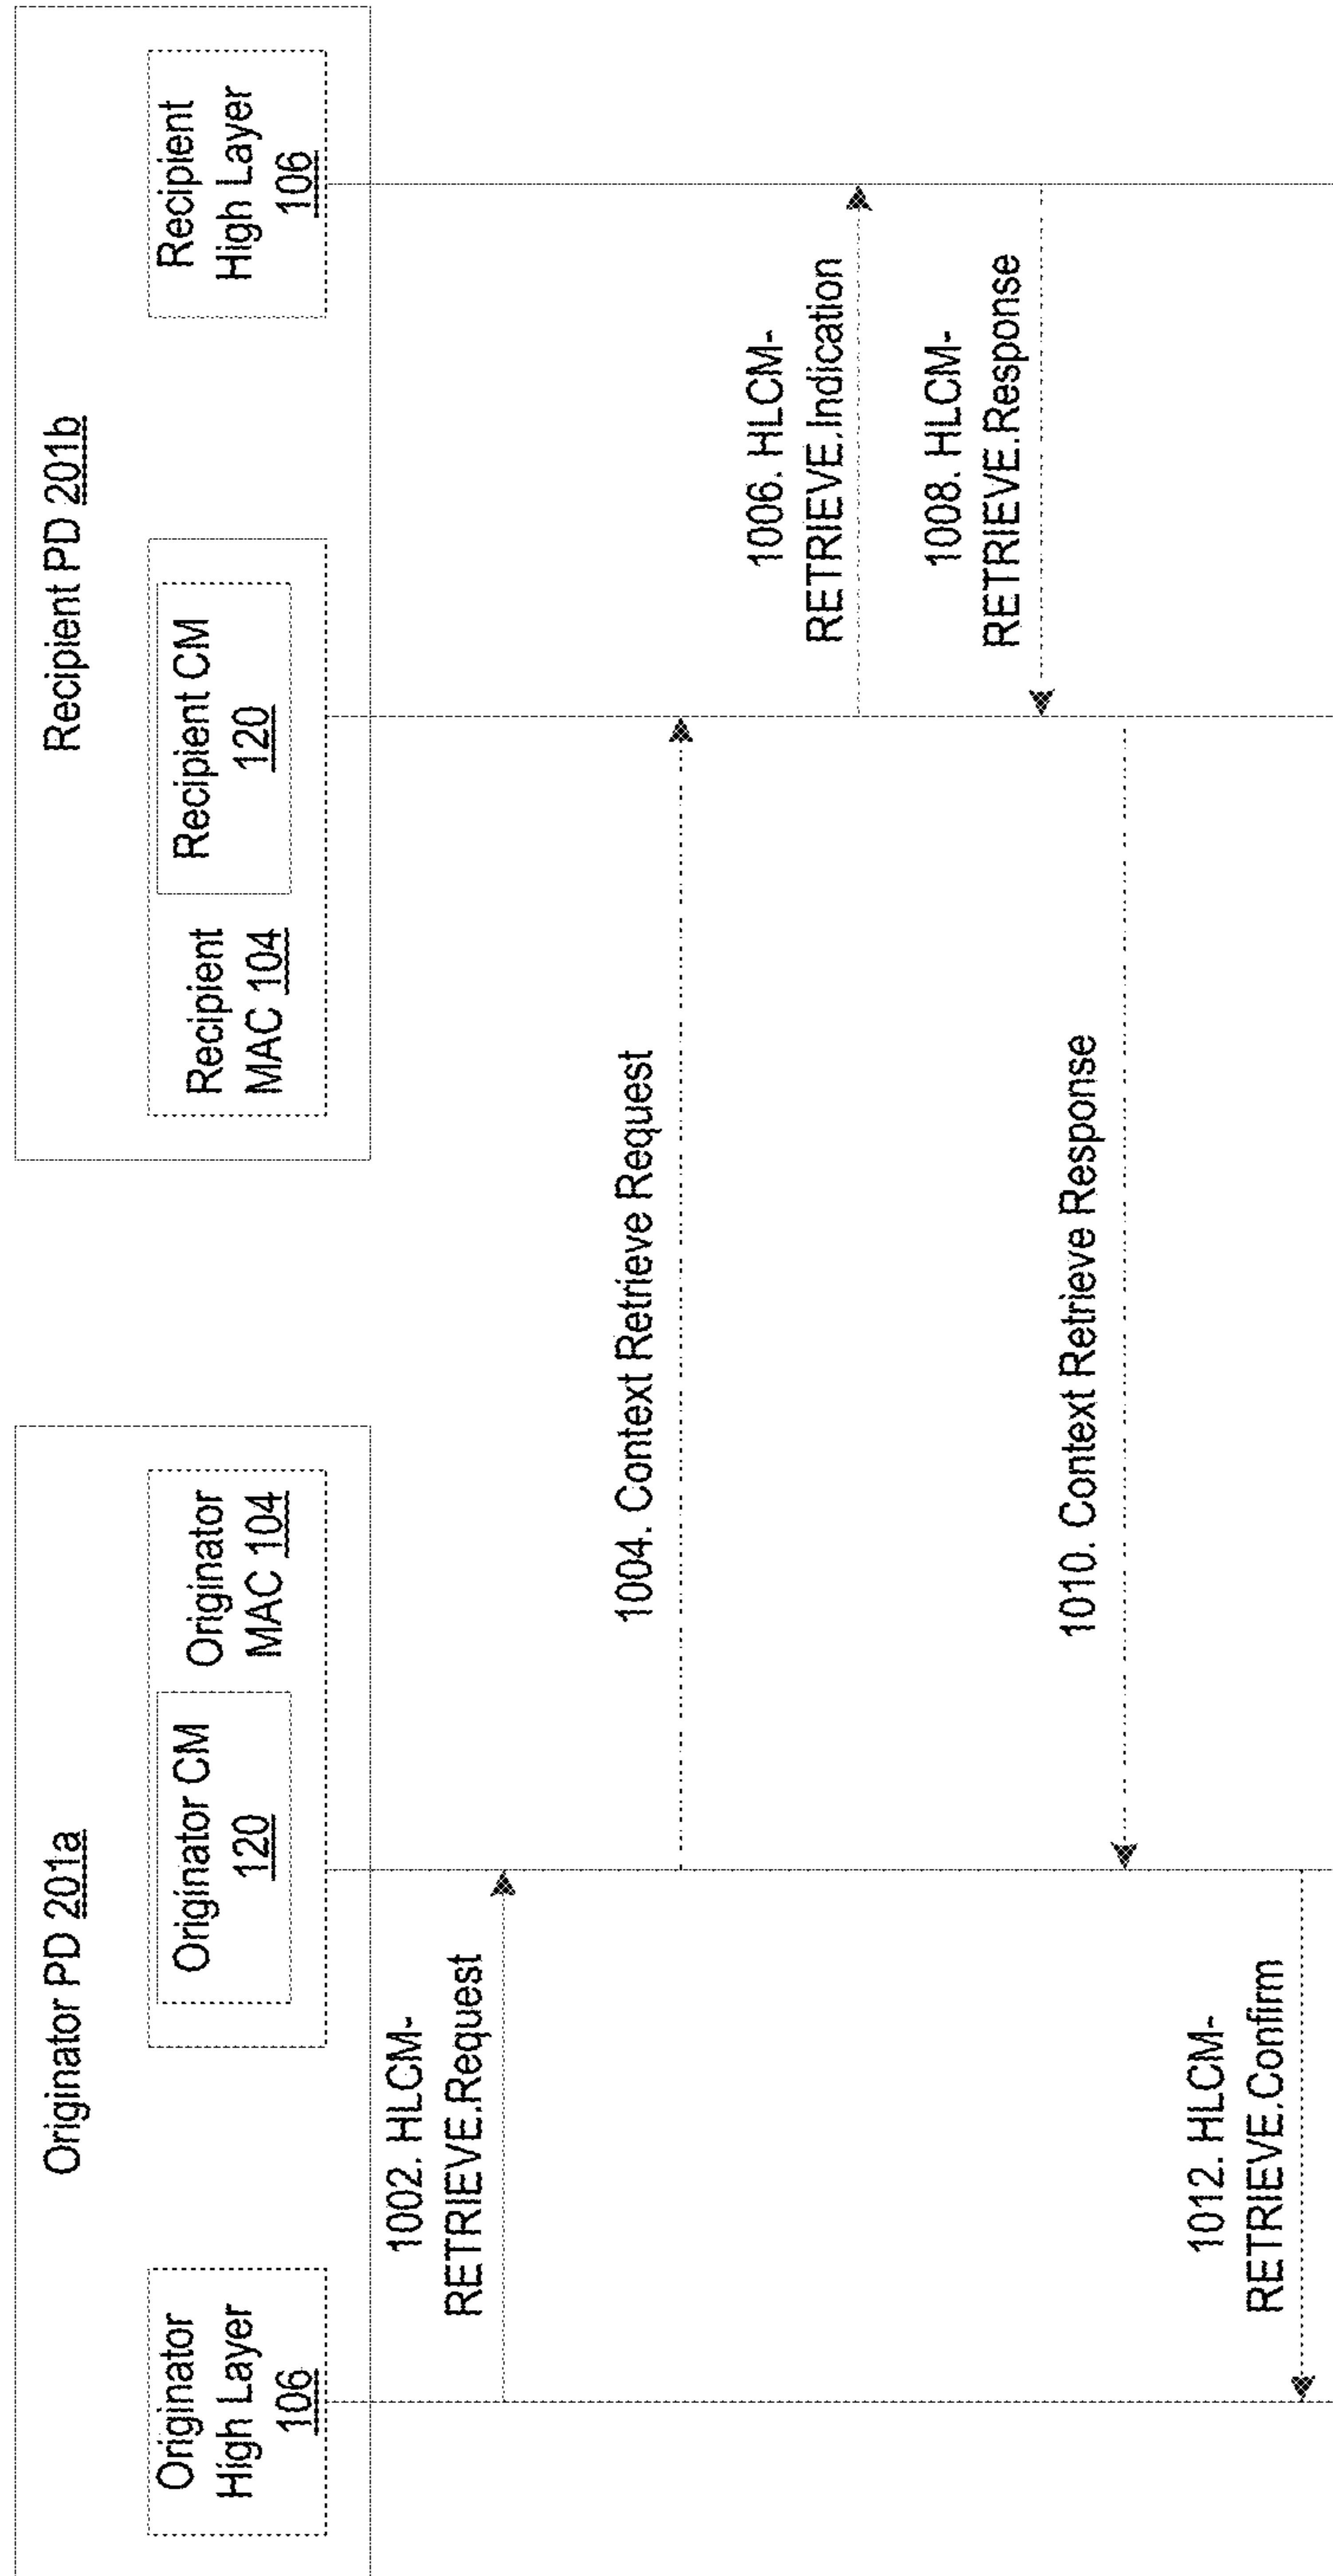 Originator PD 201a
Originator
High Layer
106
Originator CM
120
Originator
MAC 104
Recipient PD 201b
Recipient
MAC 104
Recipient CM
120
Recipient
High Layer
106
1002. HLCM-
RETRIEVE.Request
1004. Context Retrieve Request
1006. HLCM-
RETRIEVE.Indication
1008. HLCM-
RETRIEVE.Response
1010. Context Retrieve Response
1012. HLCM-
RETRIEVE.Confirm